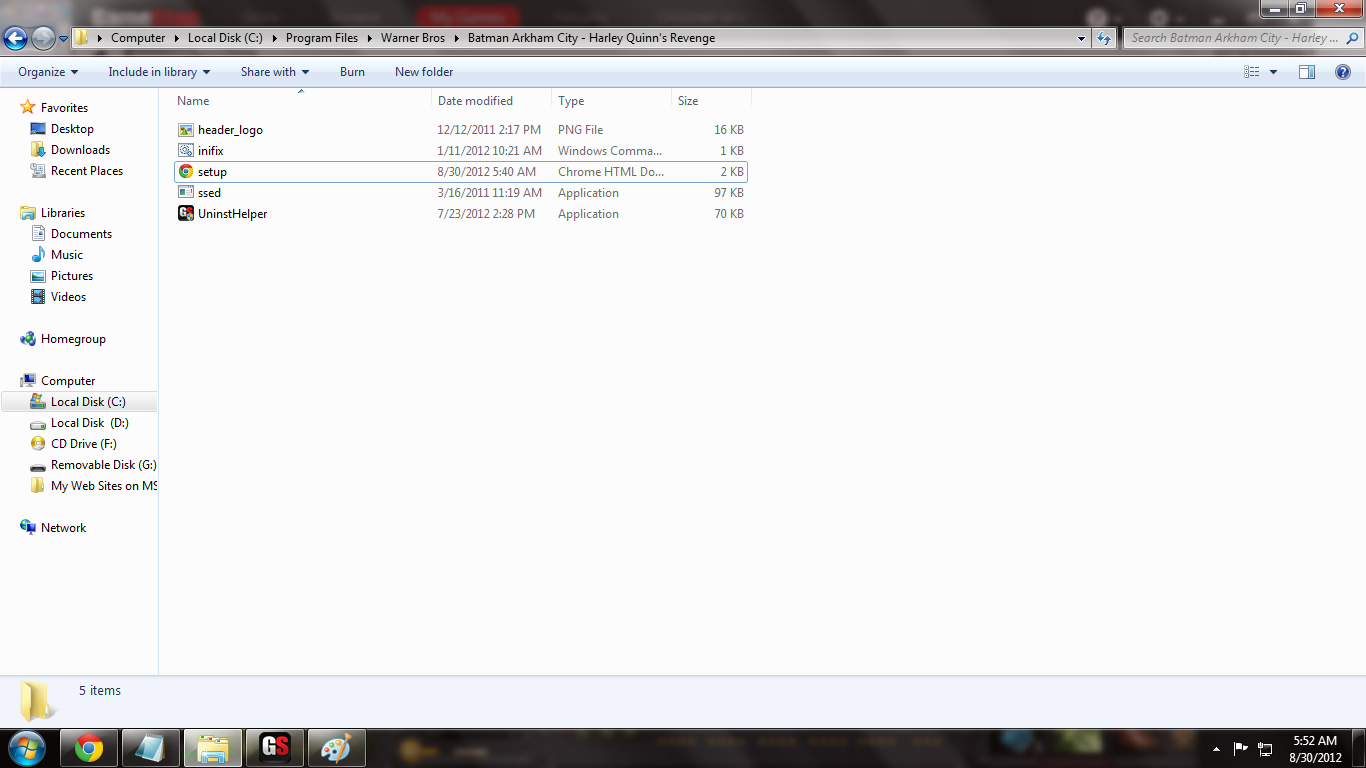 Computer Local Disk (C:) Program Files Warner Bros Batman Arkham City - Harley Quinn's Revenge
Search Batman Arkham City - Harley ...
Organize Include in library Share with Burn New folder
Name Date modified Type Size
header_logo 12/12/2011 2:17 PM PNG File 16 KB
inifix 1/11/2012 10:21 AM Windows Comma... 1 KB
setup 8/30/2012 5:40 AM Chrome HTML Do... 2 KB
ssed 3/16/2011 11:19 AM Application 97 KB
UninstHelper 7/23/2012 2:28 PM Application 70 KB
Favorites
Desktop
Downloads
Recent Places
Libraries
Documents
Music
Pictures
Videos
Homegroup
Computer
Local Disk (C:)
Local Disk (D:)
CD Drive (F:)
Removable Disk (G:)
My Web Sites on MS
Network
5 items
GS
5:52 AM
8/30/2012